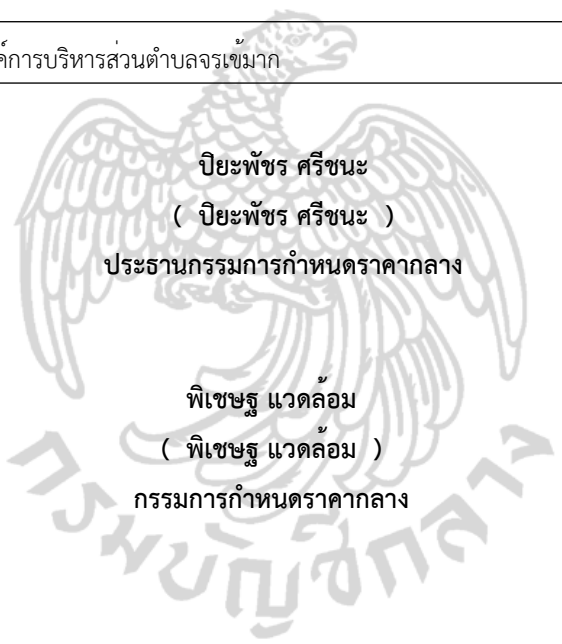 ค์การบริหารส่วนตำบลจรเข้มาก
ปิยะพัชร ศรีชนะ
( ปิยะพัชร ศรีชนะ )
ประธานกรรมการกำหนดราคากลาง
พิเชษฐ แวดล้อม
( พิเชษฐ แวดล้อม )
กรรมการกำหนดราคากลาง
กรมบัญชีกลาง